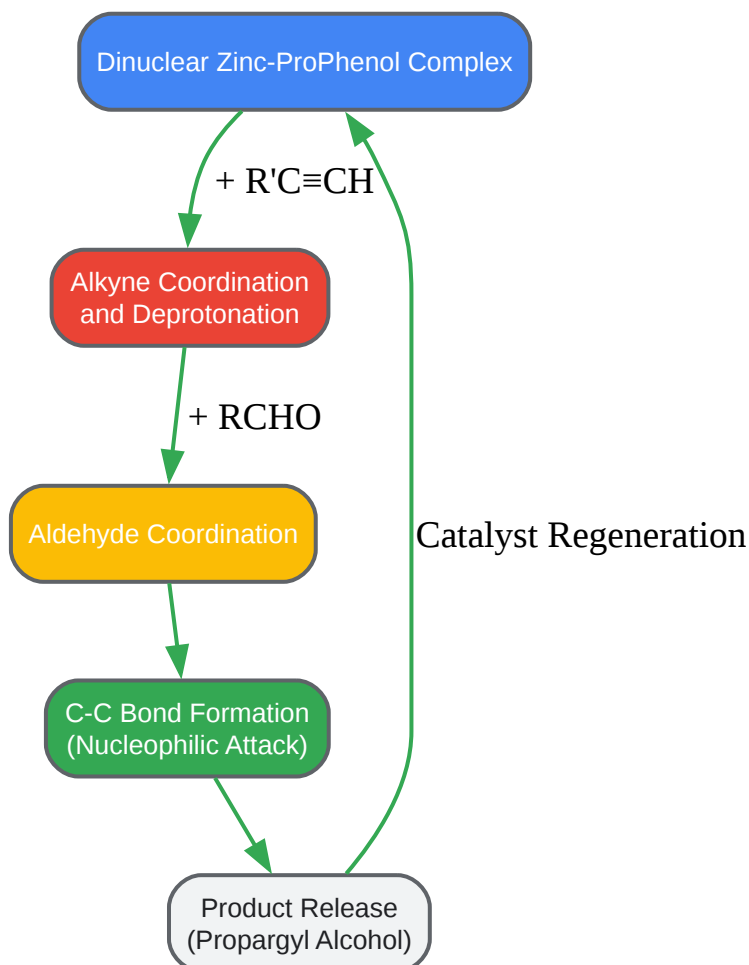 Dinuclear Zinc-ProPhenol Complex
+ R'C≡CH
Alkyne Coordination
and Deprotonation
+ RCHO
Aldehyde Coordination
Catalyst Regeneration
C-C Bond Formation
(Nucleophilic Attack)
Product Release
(Propargyl Alcohol)